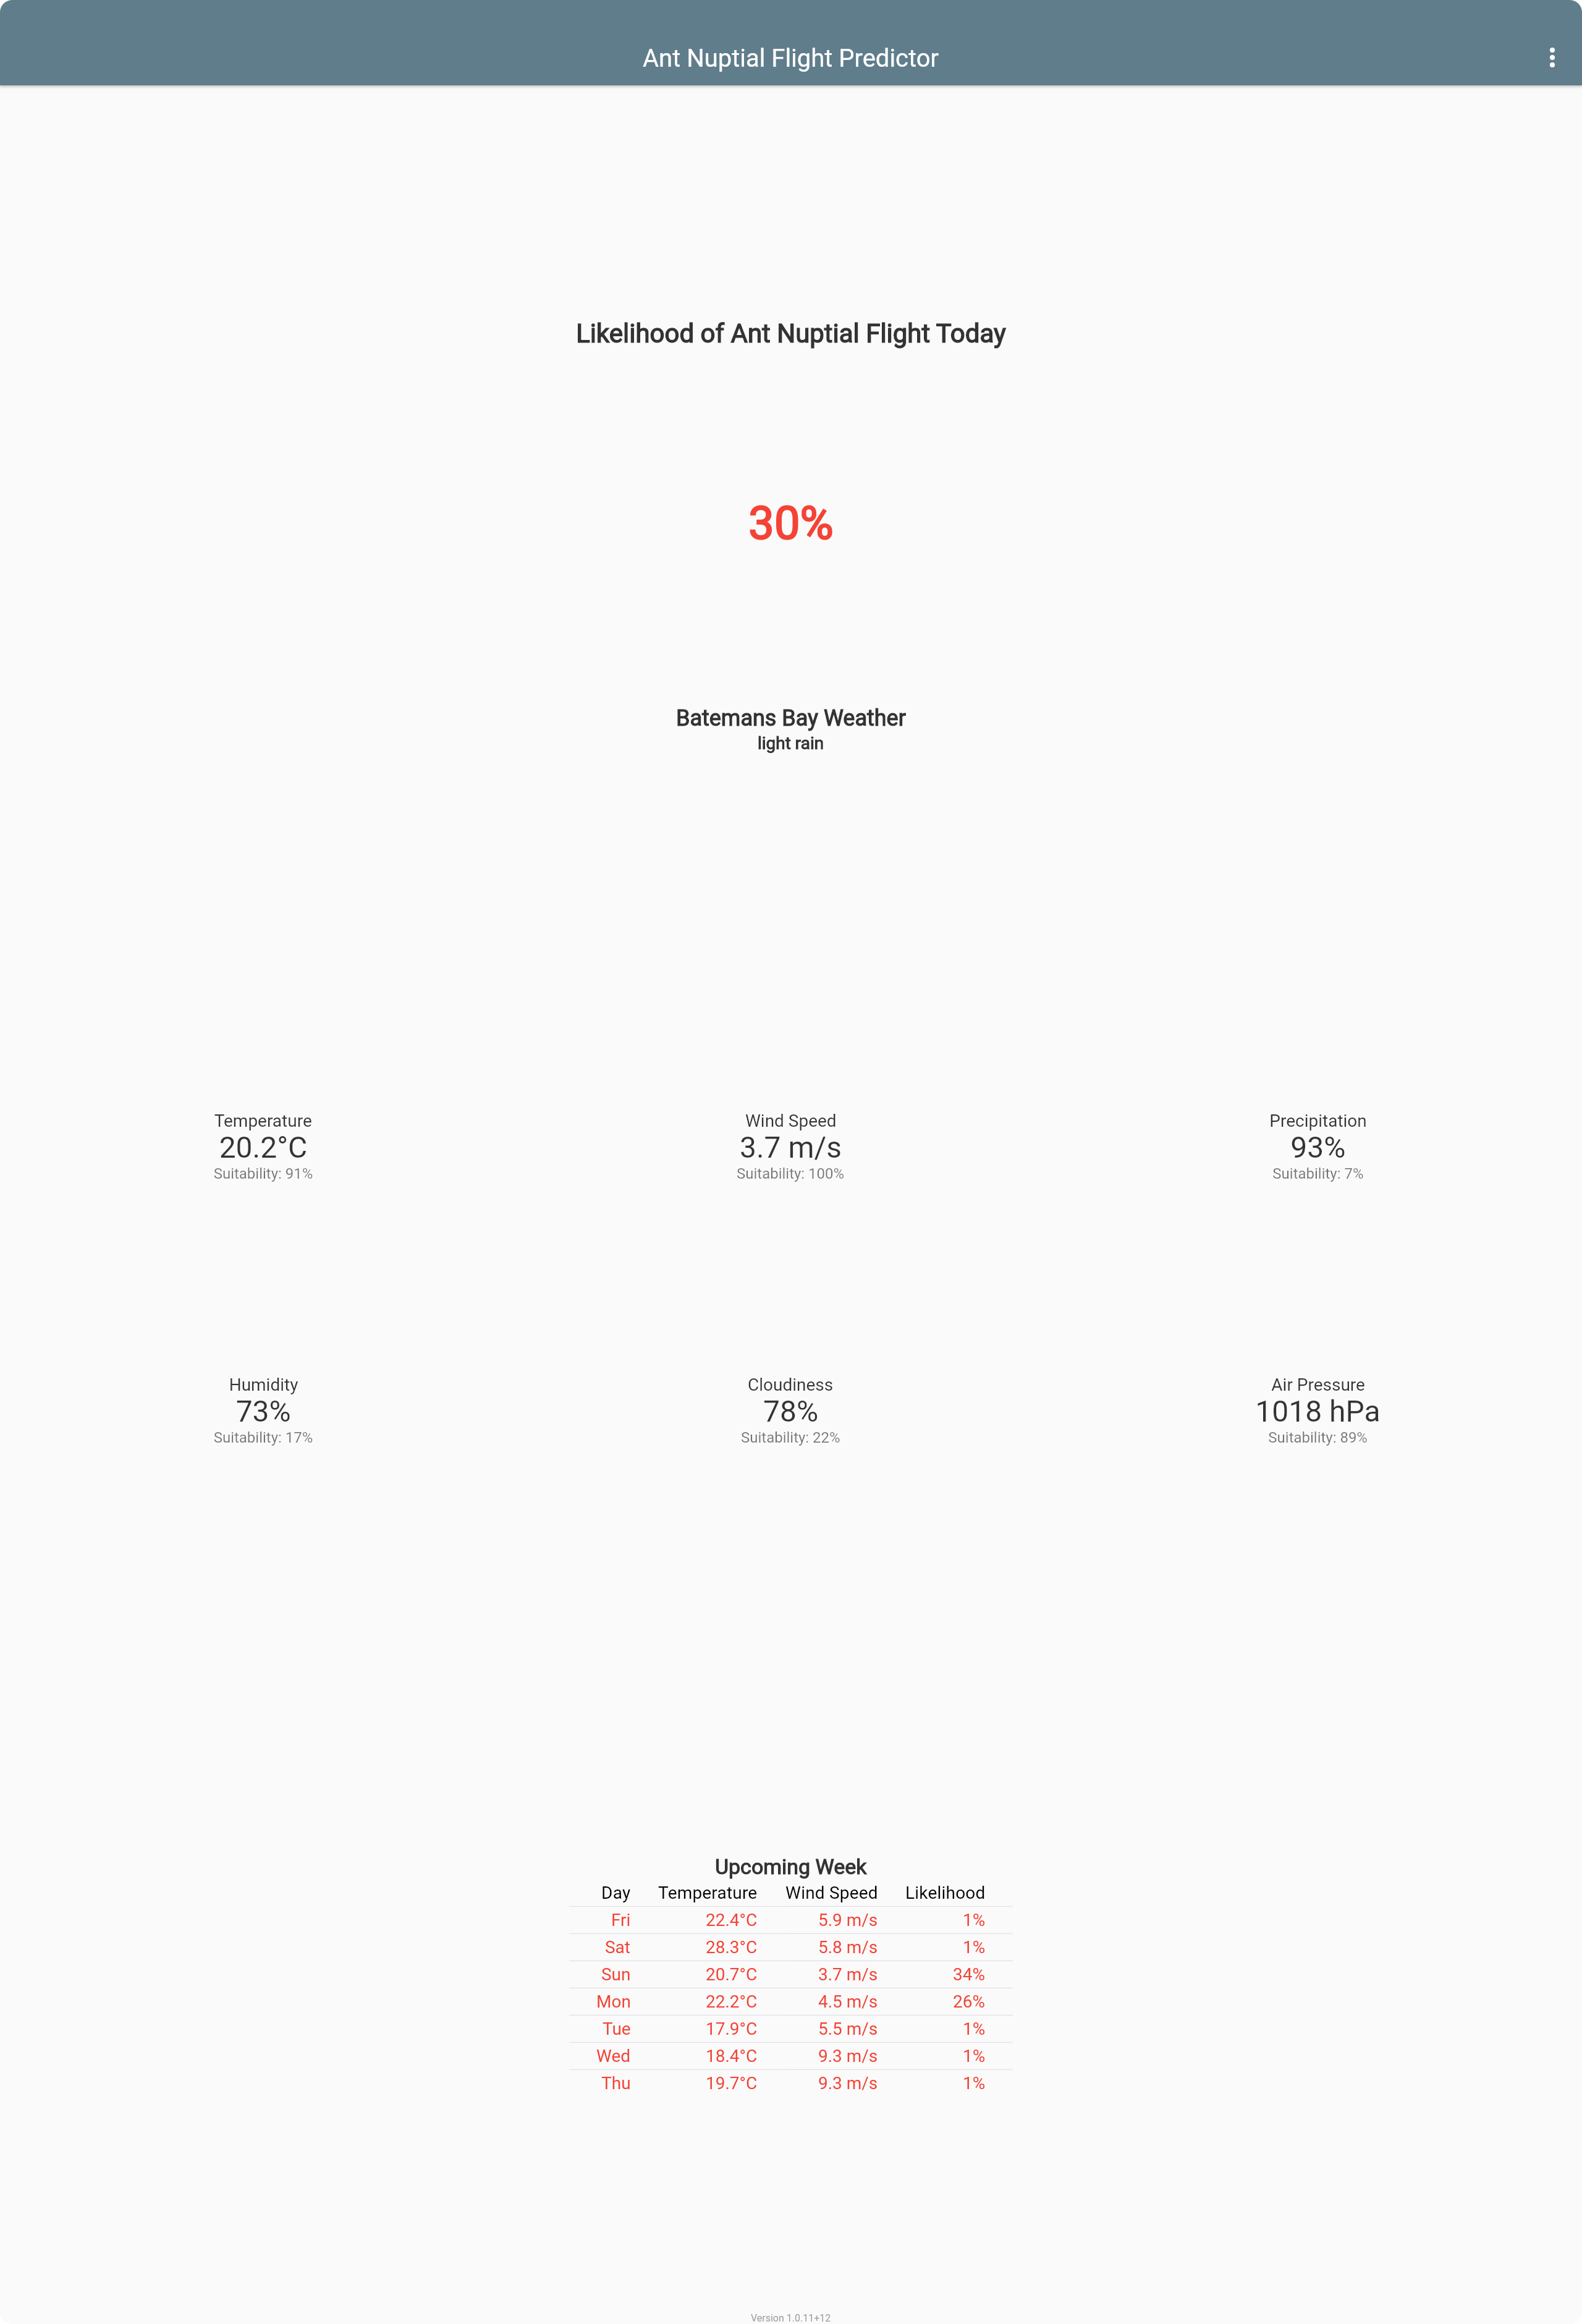 Ant Nuptial Flight Predictor
Likelihood of Ant Nuptial Flight Today
30%
Batemans Bay Weather
light rain
Temperature Wind Speed Precipitation
20.2°C 3.7 m/s 93%
Suitability: 91% Suitability: 100% Suitability: 7%
Humidity Cloudiness Air Pressure
73% 78% 1018 hPa
Suitability: 17% Suitability: 22% Suitability: 89%
Upcoming Week
Day Temperature Wind Speed Likelihood
Fri 22.4°C 5.9 m/s 1%
Sat 28.3°C 5.8 m/s 1%
Sun 20.7°C 3.7 m/s 34%
Mon 22.2°C 4.5 m/s 26%
Tue 17.9°C 5.5 m/s 1%
Wed 18.4°C 9.3 m/s 1%
Thu 19.7°C 9.3 m/s 1%
Version 1.0.11+12